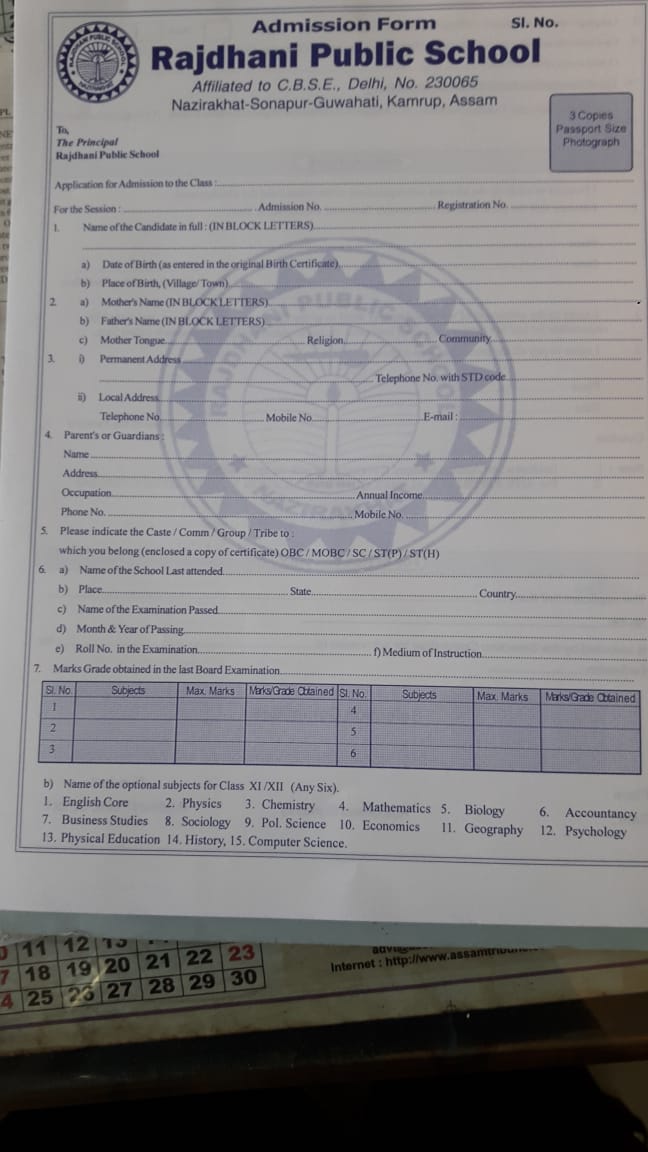 Admission Form Sl. No.
Rajdhani Public School
Affiliated to C.B.S.E., Delhi, No. 230065
Nazirakhat-Sonapur-Guwahati, Kamrup, Assam
3 Copies
Passport Size
Photograph
To,
The Principal
Rajdhani Public School
Application for Admission to the Class :
For the Session : Admission No. Registration No.
1. Name of the Candidate in full : (IN BLOCK LETTERS)
a) Date of Birth (as entered in the original Birth Certificate)
b) Place of Birth, (Village/ Town)
2. a) Mother's Name (IN BLOCK LETTERS)
b) Father's Name (IN BLOCK LETTERS)
c) Mother Tongue Religion Community
3. i) Permanent Address
Telephone No. with STD code
ii) Local Address
Telephone No. Mobile No. E-mail :
4. Parent's or Guardians :
Name
Address
Occupation Annual Income
Phone No. Mobile No.
5. Please indicate the Caste / Comm / Group / Tribe to :
which you belong (enclosed a copy of certificate) OBC / MOBC / SC / ST(P) / ST(H)
6. a) Name of the School Last attended
b) Place State Country
c) Name of the Examination Passed
d) Month & Year of Passing
e) Roll No. in the Examination f) Medium of Instruction
7. Marks Grade obtained in the last Board Examination
Sl. No. Subjects Max. Marks Marks/Grade Obtained Sl. No. Subjects Max. Marks Marks/Grade Obtained
1 4
2 5
3 6
b) Name of the optional subjects for Class XI /XII (Any Six).
1. English Core 2. Physics 3. Chemistry 4. Mathematics 5. Biology 6. Accountancy
7. Business Studies 8. Sociology 9. Pol. Science 10. Economics 11. Geography 12. Psychology
13. Physical Education 14. History, 15. Computer Science.
11 12 13
18 19 20 21 22 23
25 26 27 28 29 30
Internet : http://www.assamtribun